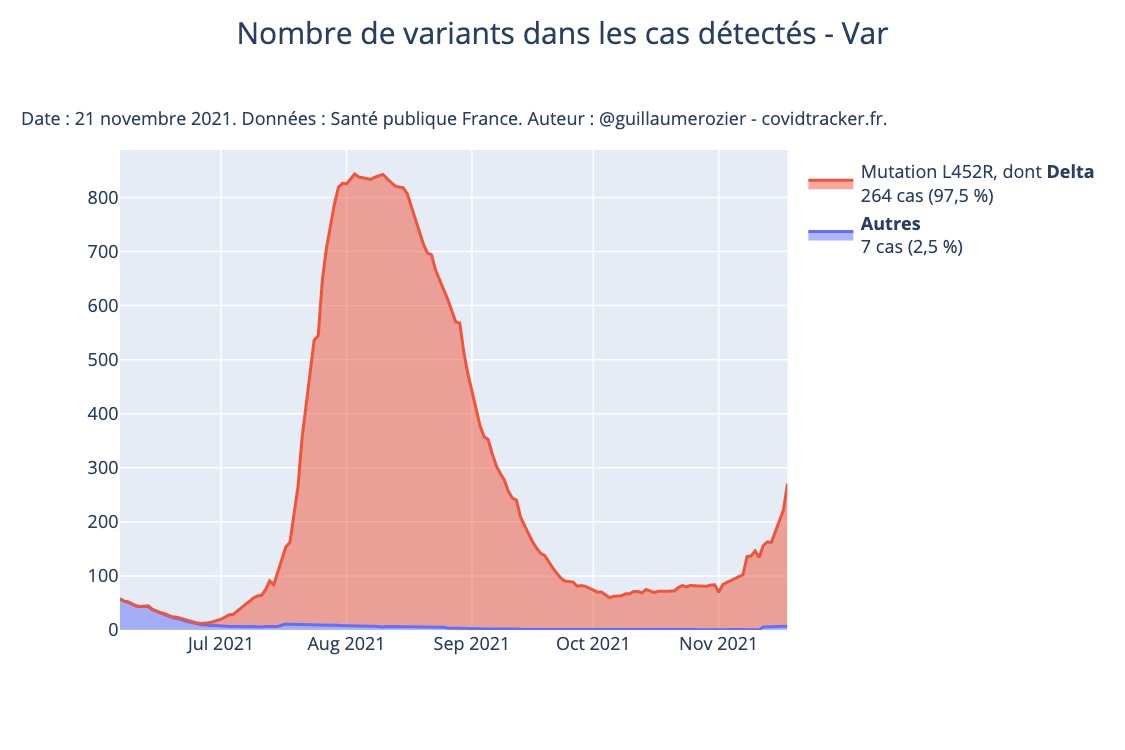 Nombre de variants dans les cas détectés - Var
Date : 21 novembre 2021. Données : Santé publique France. Auteur : @guillaumerozier - covidtracker.fr.
Mutation L452R, dont Delta
264 cas (97,5 %)
Autres
7 cas (2,5 %)
800
700
600
500
400
300
200
100
0
Jul 2021
Aug 2021
Sep 2021
Oct 2021
Nov 2021